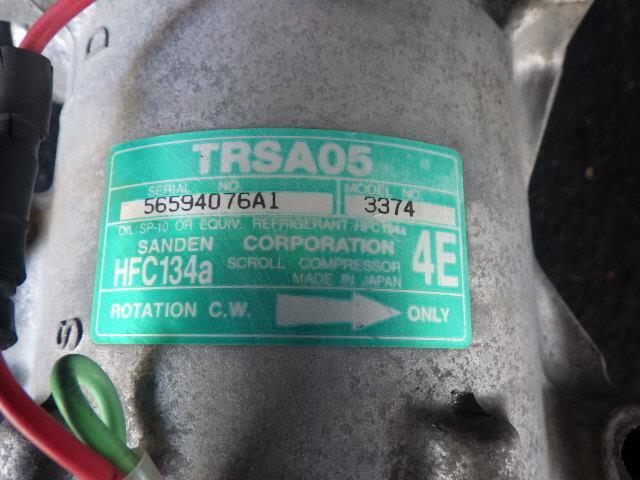 TRSA05
SERIAL NO. MODEL NO.
56594076A1 3374
OIL SP-10 OR EQUIV. REFRIGERANT HFC134a
SANDEN CORPORATION
HFC134a SCROLL COMPRESSOR 4E
MADE IN JAPAN
ROTATION C.W. ONLY